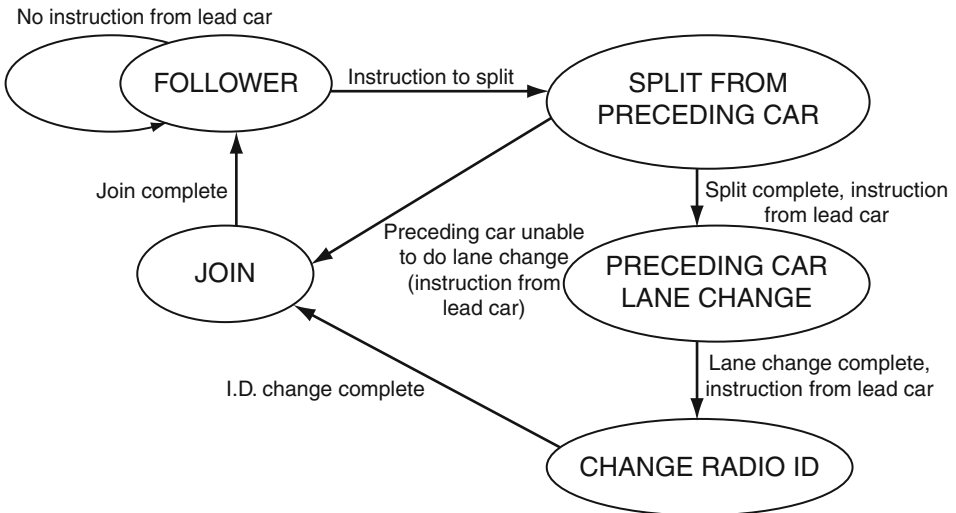 No instruction from lead car
FOLLOWER
Instruction to split
SPLIT FROM
PRECEDING CAR
Join complete
Split complete, instruction
from lead car
JOIN
Preceding car unable
to do lane change
(instruction from
lead car)
PRECEDING CAR
LANE CHANGE
I.D. change complete
Lane change complete,
instruction from lead car
CHANGE RADIO ID